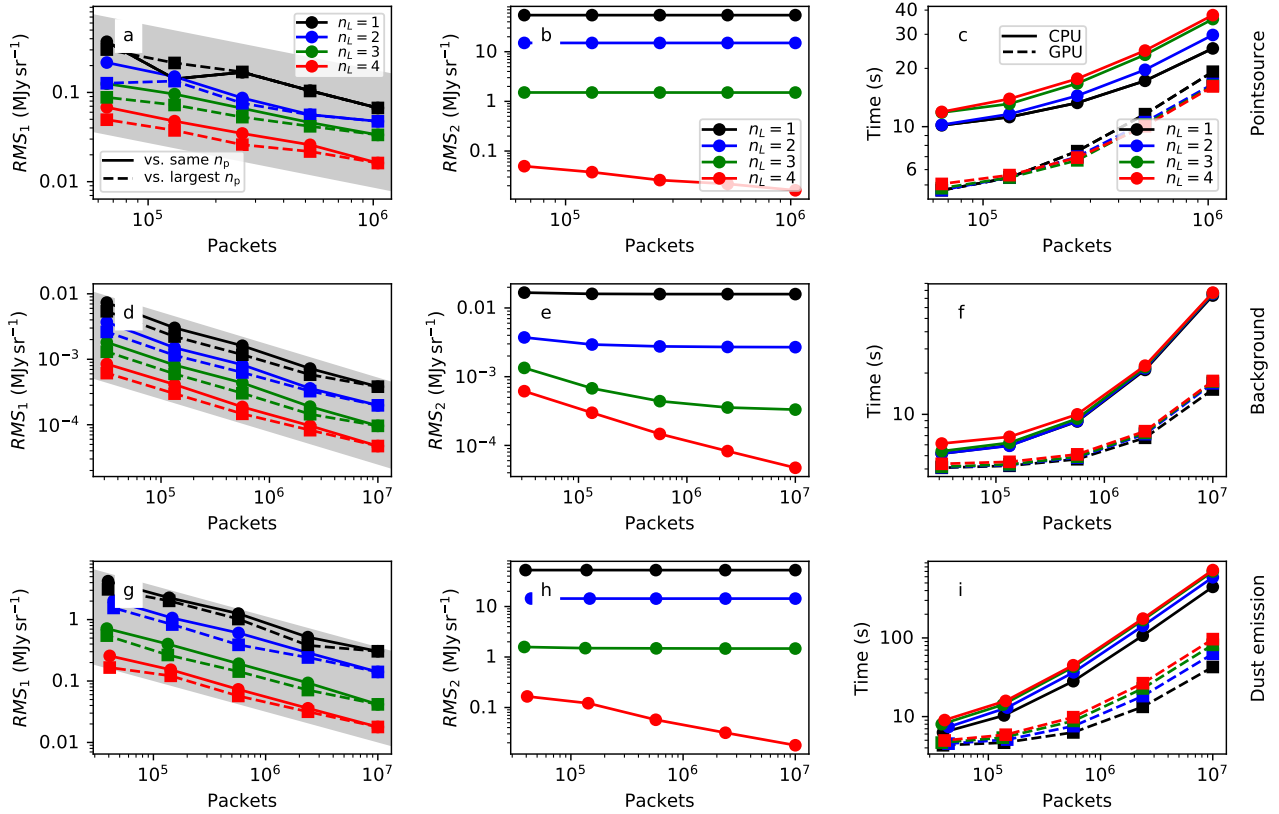 a
n_L = 1
n_L = 2
n_L = 3
n_L = 4
vs. same n_p
vs. largest n_p
0.1
0.01
10^5
10^6
Packets
RMS_1 (MJy sr^{-1})
b
n_L = 1
n_L = 2
n_L = 3
n_L = 4
10
0.1
10^5
10^6
Packets
RMS_2 (MJy sr^{-1})
c
CPU
GPU
n_L = 1
n_L = 2
n_L = 3
n_L = 4
40
30
20
10
6
10^5
10^6
Packets
Time (s)
Pointsource
d
0.01
10^{-3}
10^{-4}
10^5
10^6
10^7
Packets
RMS_1 (MJy sr^{-1})
e
0.01
10^{-3}
10^{-4}
10^5
10^6
10^7
Packets
RMS_2 (MJy sr^{-1})
f
10
10^5
10^6
10^7
Packets
Time (s)
Background
g
1
0.1
0.01
10^5
10^6
10^7
Packets
RMS_1 (MJy sr^{-1})
h
10
1
0.1
10^5
10^6
10^7
Packets
RMS_2 (MJy sr^{-1})
i
100
10
10^5
10^6
10^7
Packets
Time (s)
Dust emission